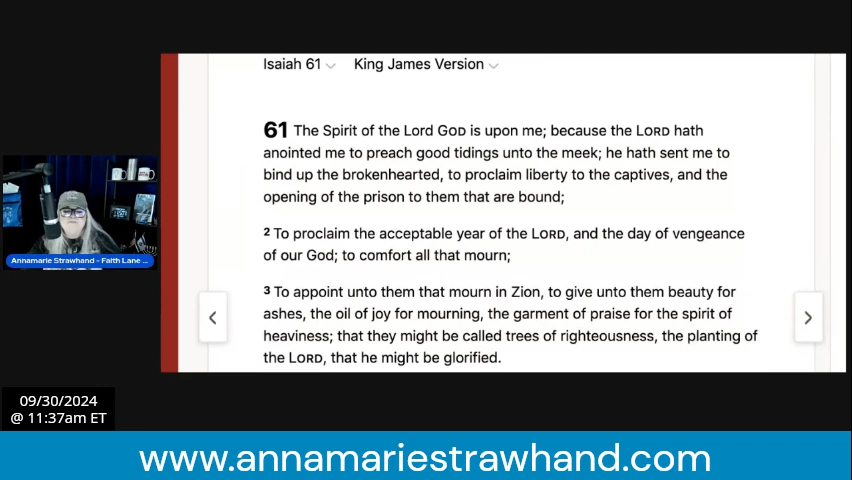 Isaiah 61 King James Version
61 The Spirit of the Lord GOD is upon me; because the LORD hath
anointed me to preach good tidings unto the meek; he hath sent me to
bind up the brokenhearted, to proclaim liberty to the captives, and the
opening of the prison to them that are bound;
2 To proclaim the acceptable year of the LORD, and the day of vengeance
of our God; to comfort all that mourn;
3 To appoint unto them that mourn in Zion, to give unto them beauty for
ashes, the oil of joy for mourning, the garment of praise for the spirit of
heaviness; that they might be called trees of righteousness, the planting of
the LORD, that he might be glorified.
Annamarie Strawhand - Faith Lane ...
09/30/2024
@ 11:37am ET
www.annamariestrawhand.com